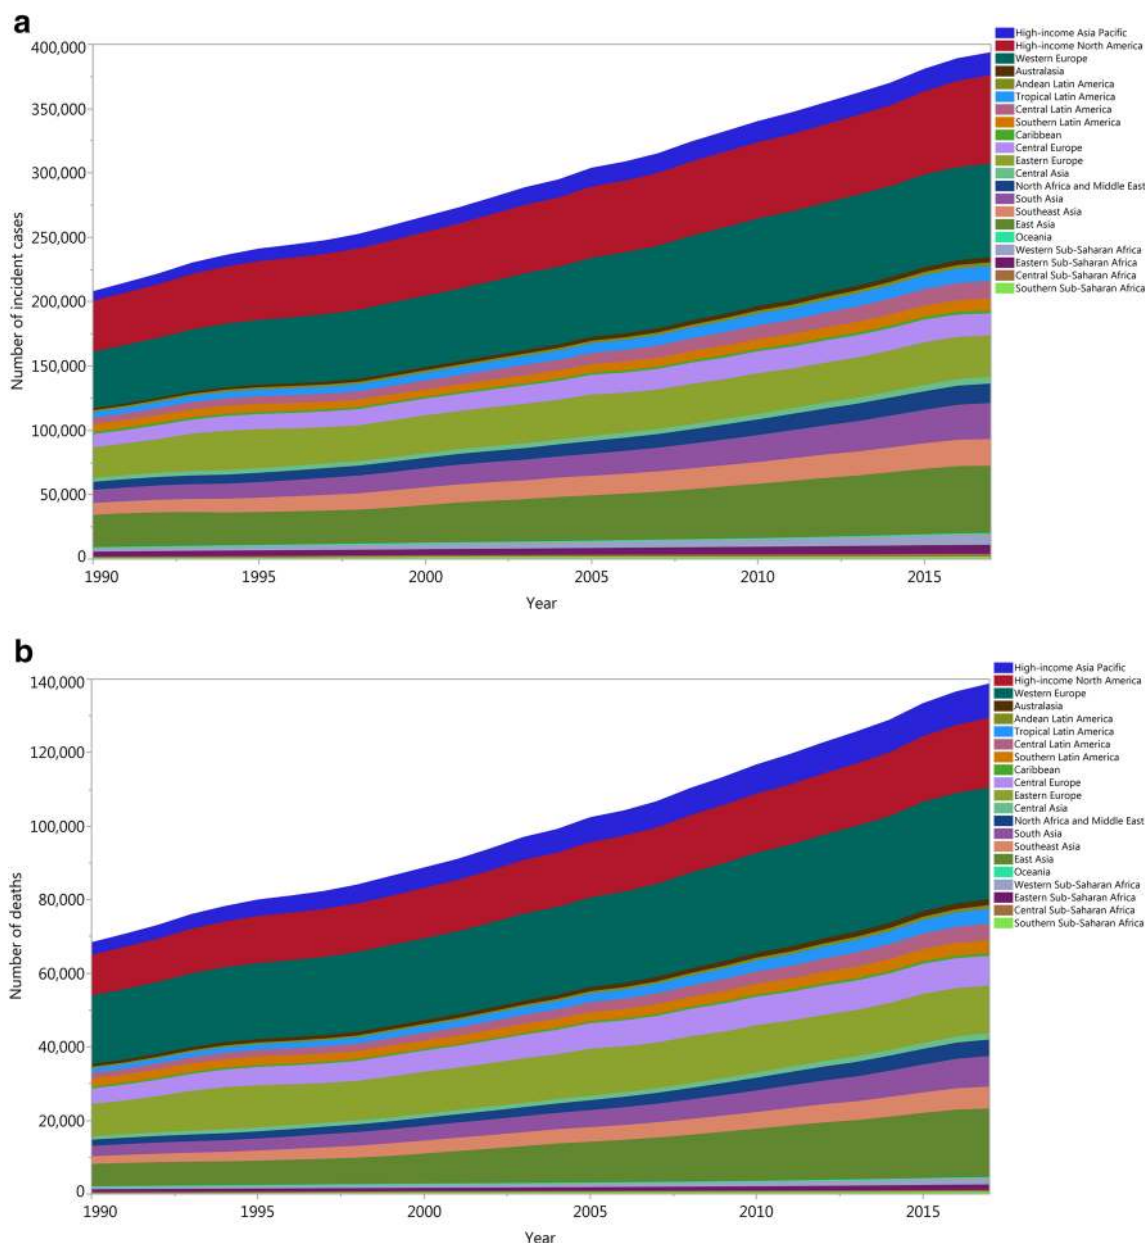 a
400,000
350,000
300,000
250,000
200,000
150,000
100,000
50,000
0
Number of incident cases
1990
1995
2000
2005
2010
2015
Year
High-income Asia Pacific
High-income North America
Western Europe
Australasia
Andean Latin America
Tropical Latin America
Central Latin America
Southern Latin America
Caribbean
Central Europe
Eastern Europe
Central Asia
North Africa and Middle East
South Asia
Southeast Asia
East Asia
Oceania
Western Sub-Saharan Africa
Eastern Sub-Saharan Africa
Central Sub-Saharan Africa
Southern Sub-Saharan Africa
b
140,000
120,000
100,000
80,000
60,000
40,000
20,000
0
Number of deaths
1990
1995
2000
2005
2010
2015
Year
High-income Asia Pacific
High-income North America
Western Europe
Australasia
Andean Latin America
Tropical Latin America
Central Latin America
Southern Latin America
Caribbean
Central Europe
Eastern Europe
Central Asia
North Africa and Middle East
South Asia
Southeast Asia
East Asia
Oceania
Western Sub-Saharan Africa
Eastern Sub-Saharan Africa
Central Sub-Saharan Africa
Southern Sub-Saharan Africa